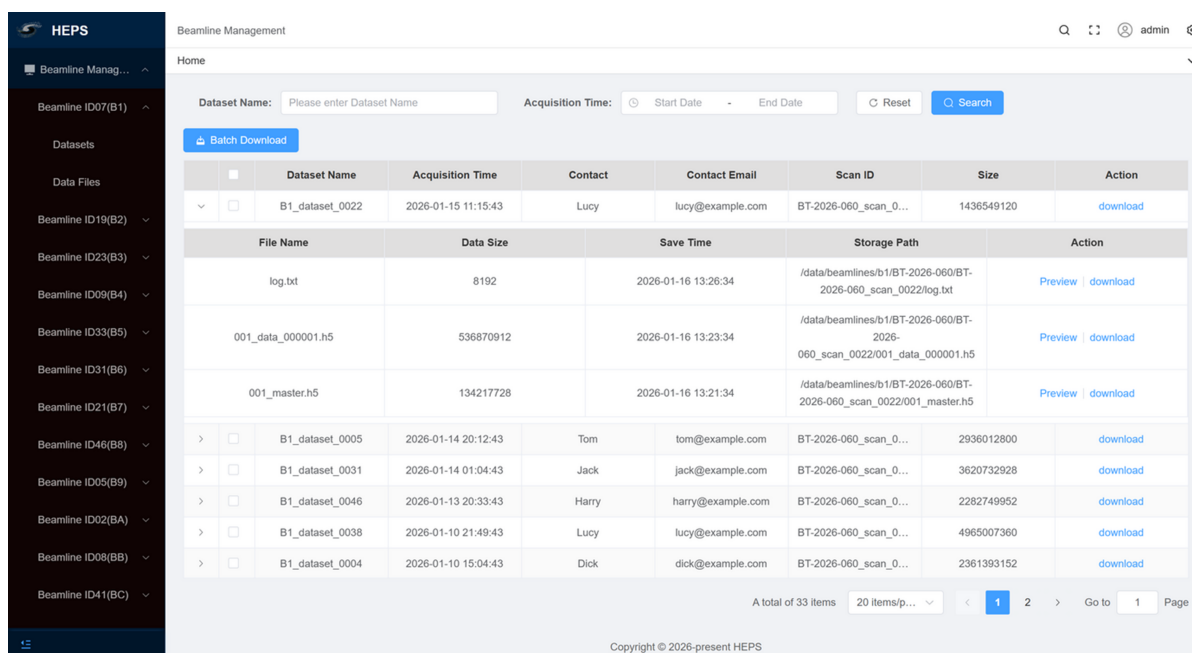 HEPS
Beamline Management
admin
Beamline Manag...
Home
Beamline ID07(B1)
Datasets
Data Files
Beamline ID19(B2)
Beamline ID23(B3)
Beamline ID09(B4)
Beamline ID33(B5)
Beamline ID31(B6)
Beamline ID21(B7)
Beamline ID46(B8)
Beamline ID05(B9)
Beamline ID02(BA)
Beamline ID08(BB)
Beamline ID41(BC)
Dataset Name: Please enter Dataset Name Acquisition Time: Start Date - End Date Reset Search
Batch Download
Dataset Name Acquisition Time Contact Contact Email Scan ID Size Action
B1_dataset_0022 2026-01-15 11:15:43 Lucy lucy@example.com BT-2026-060_scan_0... 1436549120 download
File Name Data Size Save Time Storage Path Action
log.txt 8192 2026-01-16 13:26:34 /data/beamlines/b1/BT-2026-060/BT-
2026-060_scan_0022/log.txt Preview download
001_data_000001.h5 536870912 2026-01-16 13:23:34 /data/beamlines/b1/BT-2026-060/BT-
2026-
060_scan_0022/001_data_000001.h5 Preview download
001_master.h5 134217728 2026-01-16 13:21:34 /data/beamlines/b1/BT-2026-060/BT-
2026-060_scan_0022/001_master.h5 Preview download
B1_dataset_0005 2026-01-14 20:12:43 Tom tom@example.com BT-2026-060_scan_0... 2936012800 download
B1_dataset_0031 2026-01-14 01:04:43 Jack jack@example.com BT-2026-060_scan_0... 3620732928 download
B1_dataset_0046 2026-01-13 20:33:43 Harry harry@example.com BT-2026-060_scan_0... 2282749952 download
B1_dataset_0038 2026-01-10 21:49:43 Lucy lucy@example.com BT-2026-060_scan_0... 4965007360 download
B1_dataset_0004 2026-01-10 15:04:43 Dick dick@example.com BT-2026-060_scan_0... 2361393152 download
A total of 33 items 20 items/p... 1 2 Go to 1 Page
Copyright © 2026-present HEPS